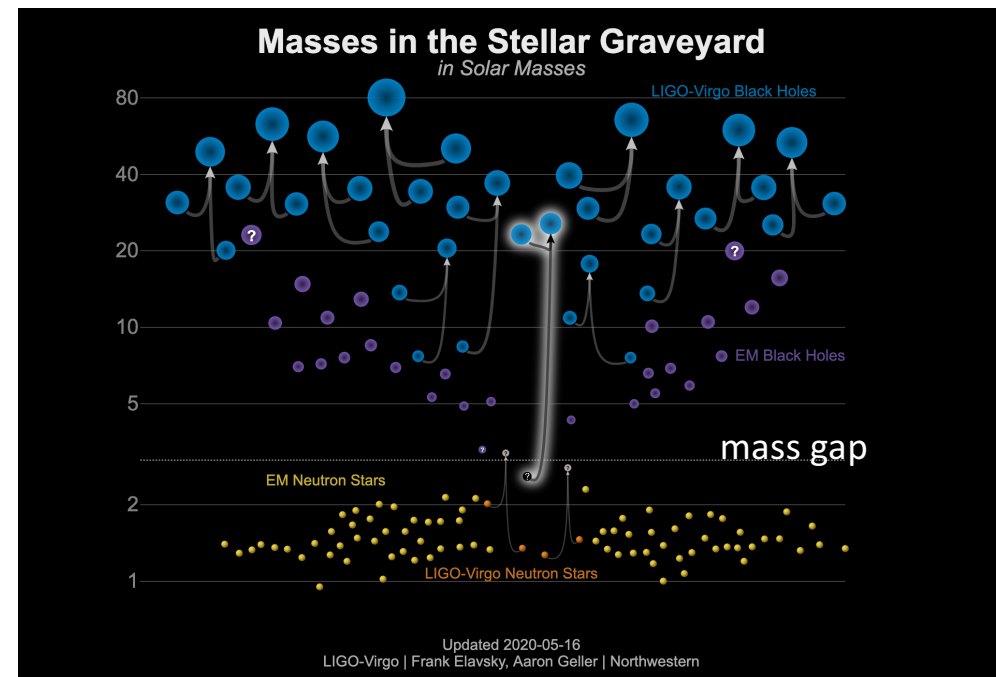 Masses in the Stellar Graveyard
in Solar Masses
LIGO-Virgo Black Holes
80
40
?
?
20
10
EM Black Holes
5
mass gap
?
?
?
?
EM Neutron Stars
2
LIGO-Virgo Neutron Stars
1
Updated 2020-05-16
LIGO-Virgo | Frank Elavsky, Aaron Geller | Northwestern